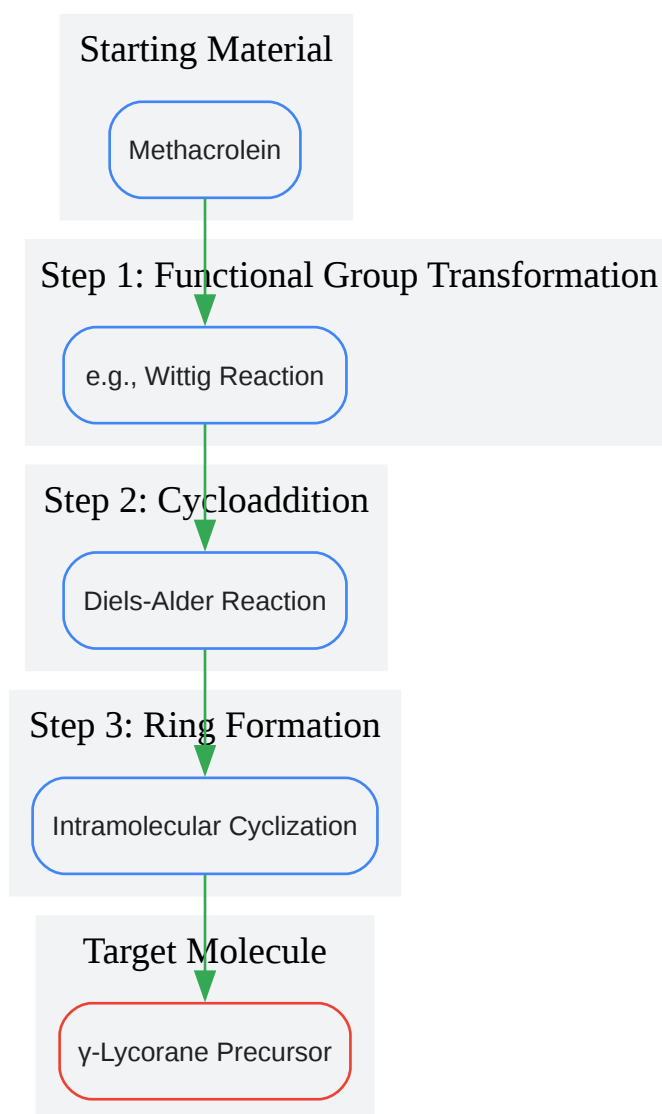 Starting Material
Methacrolein
Step 1: Functional Group Transformation
e.g., Wittig Reaction
Step 2: Cycloaddition
Diels-Alder Reaction
Step 3: Ring Formation
Intramolecular Cyclization
Target Molecule
γ-Lycorane Precursor